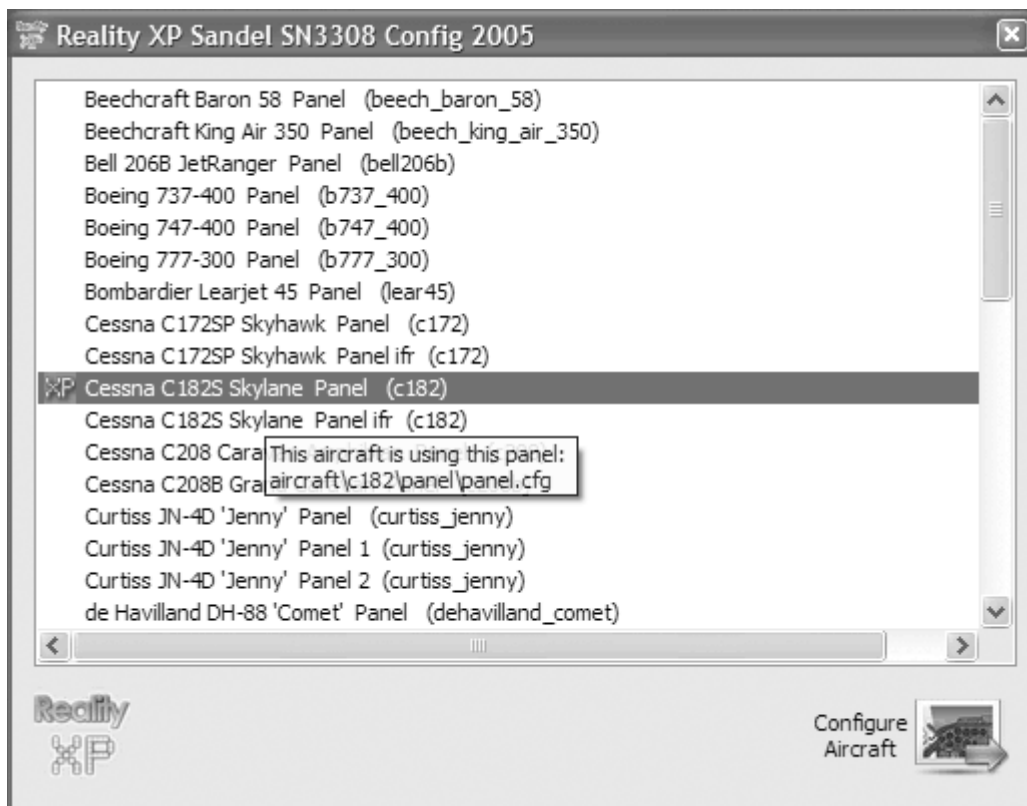 Reality XP Sandel SN3308 Config 2005
Beechcraft Baron 58 Panel (beech_baron_58)
Beechcraft King Air 350 Panel (beech_king_air_350)
Bell 206B JetRanger Panel (bell206b)
Boeing 737-400 Panel (b737_400)
Boeing 747-400 Panel (b747_400)
Boeing 777-300 Panel (b777_300)
Bombardier Learjet 45 Panel (lear45)
Cessna C172SP Skyhawk Panel (c172)
Cessna C172SP Skyhawk Panel ifr (c172)
XP Cessna C182S Skylane Panel (c182)
Cessna C182S Skylane Panel ifr (c182)
Cessna C208 Cara
This aircraft is using this panel:
Cessna C208B Gra
aircraft\c182\panel\panel.cfg
Curtiss JN-4D 'Jenny' Panel (curtiss_jenny)
Curtiss JN-4D 'Jenny' Panel 1 (curtiss_jenny)
Curtiss JN-4D 'Jenny' Panel 2 (curtiss_jenny)
de Havilland DH-88 'Comet' Panel (dehavilland_comet)
Reality
XP
Configure
Aircraft